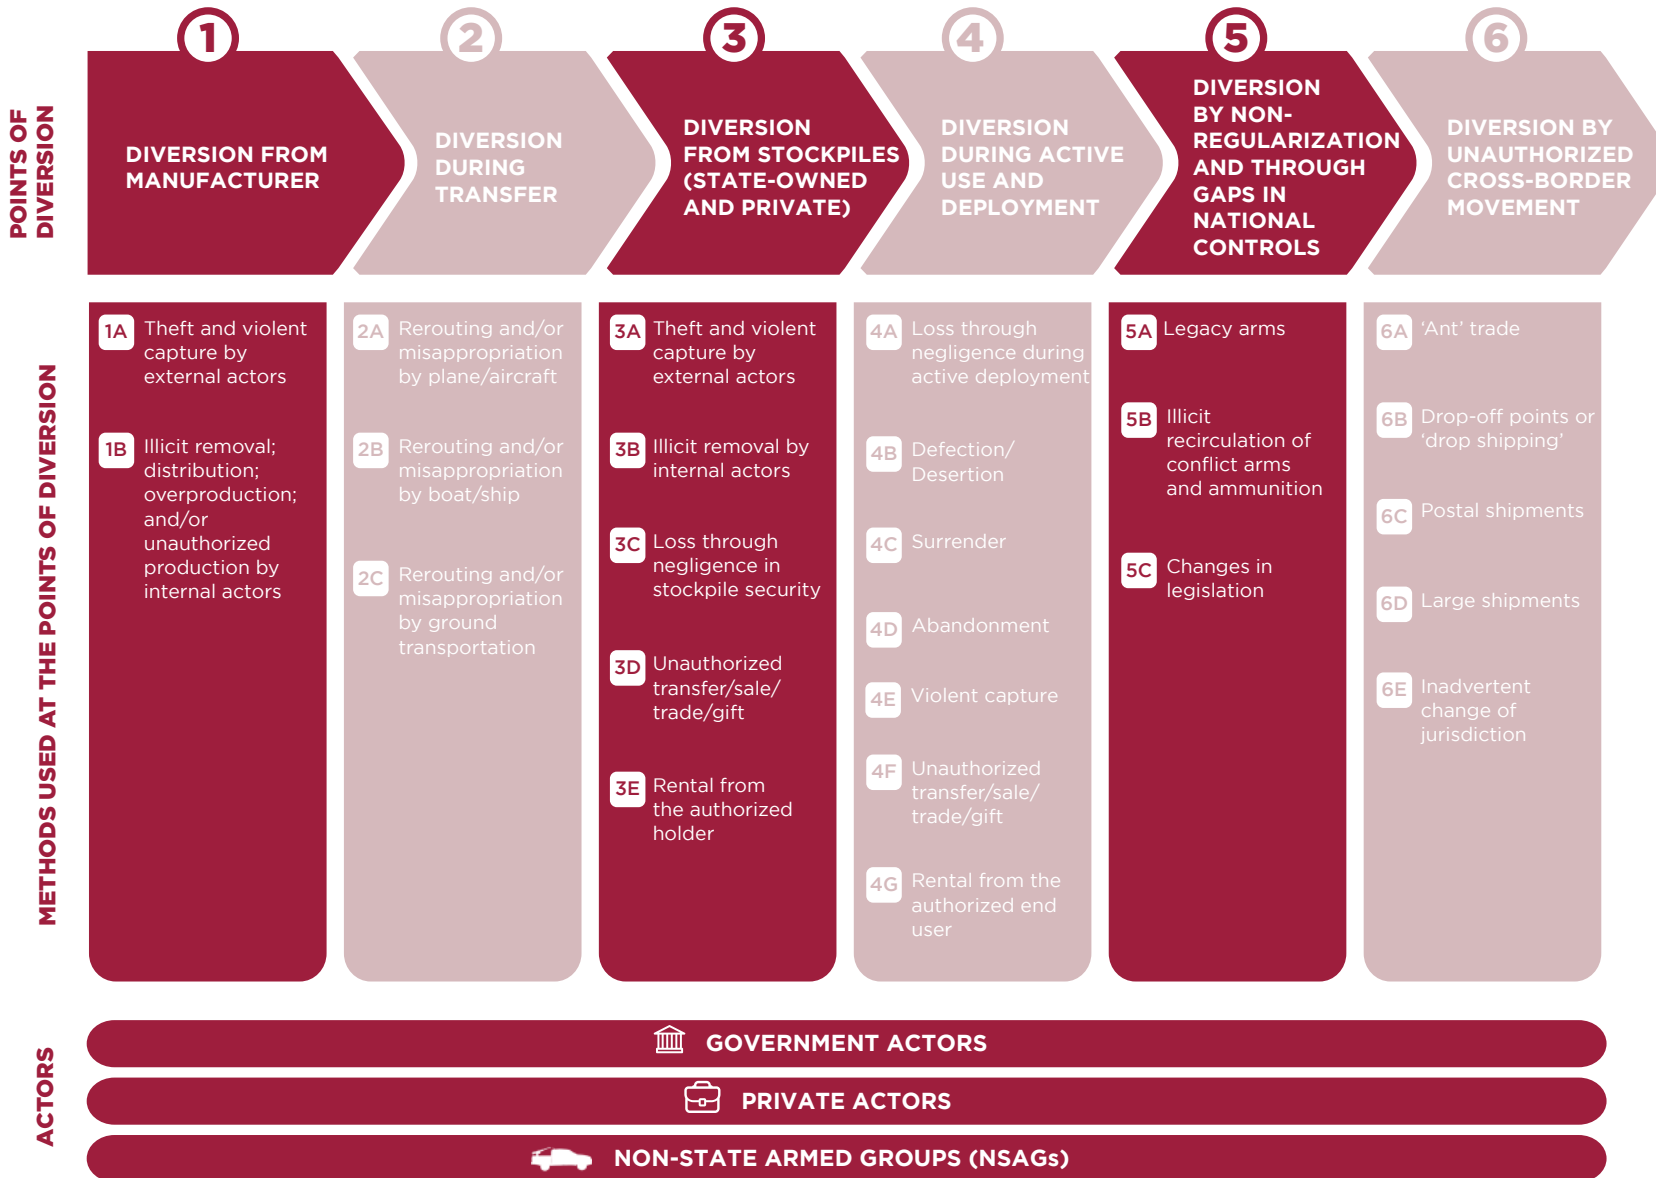 POINTS OF
DIVERSION
1
DIVERSION FROM
MANUFACTURER
2
DIVERSION
DURING
TRANSFER
3
DIVERSION
FROM STOCKPILES
(STATE-OWNED
AND PRIVATE)
4
DIVERSION
DURING ACTIVE
USE AND
DEPLOYMENT
5
DIVERSION
BY NON-
REGULARIZATION
AND THROUGH
GAPS IN
NATIONAL
CONTROLS
6
DIVERSION BY
UNAUTHORIZED
CROSS-BORDER
MOVEMENT
METHODS USED AT THE POINTS OF DIVERSION
1A Theft and violent
capture by
external actors
1B Illicit removal;
distribution;
overproduction;
and/or
unauthorized
production by
internal actors
2A Rerouting and/or
misappropriation
by plane/aircraft
2B Rerouting and/or
misappropriation
by boat/ship
2C Rerouting and/or
misappropriation
by ground
transportation
3A Theft and violent
capture by
external actors
3B Illicit removal by
internal actors
3C Loss through
negligence in
stockpile security
3D Unauthorized
transfer/sale/
trade/gift
3E Rental from
the authorized
holder
4A Loss through
negligence during
active deployment
4B Defection/
Desertion
4C Surrender
4D Abandonment
4E Violent capture
4F Unauthorized
transfer/sale/
trade/gift
4G Rental from the
authorized end
user
5A Legacy arms
5B Illicit
recirculation of
conflict arms
and ammunition
5C Changes in
legislation
6A ‘Ant’ trade
6B Drop-off points or
‘drop shipping’
6C Postal shipments
6D Large shipments
6E Inadvertent
change of
jurisdiction
ACTORS
GOVERNMENT ACTORS
PRIVATE ACTORS
NON-STATE ARMED GROUPS (NSAGs)